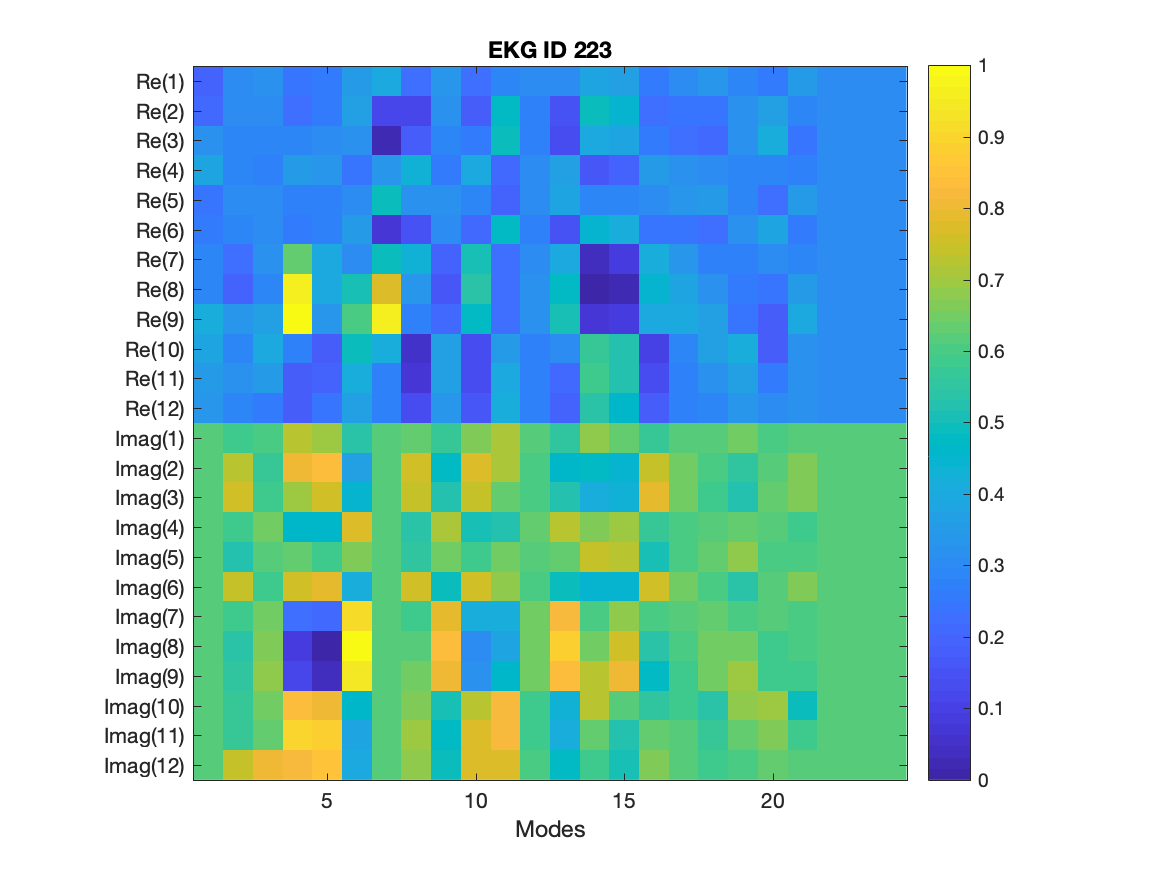 EKG ID 223
Re(1)
Re(2)
Re(3)
Re(4)
Re(5)
Re(6)
Re(7)
Re(8)
Re(9)
Re(10)
Re(11)
Re(12)
Imag(1)
Imag(2)
Imag(3)
Imag(4)
Imag(5)
Imag(6)
Imag(7)
Imag(8)
Imag(9)
Imag(10)
Imag(11)
Imag(12)
5 10 15 20
Modes
1
0.9
0.8
0.7
0.6
0.5
0.4
0.3
0.2
0.1
0